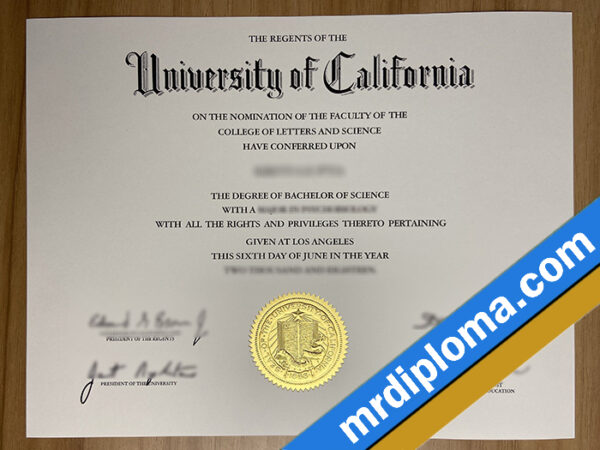 THE REGENTS OF THE
University of California
ON THE NOMINATION OF THE FACULTY OF THE
COLLEGE OF LETTERS AND SCIENCE
HAVE CONFERRED UPON
THE DEGREE OF BACHELOR OF SCIENCE
WITH A
WITH ALL THE RIGHTS AND PRIVILEGES THERETO PERTAINING
GIVEN AT LOS ANGELES
THIS SIXTH DAY OF JUNE IN THE YEAR
PRESIDENT OF THE REGENTS
PRESIDENT OF THE UNIVERSITY
mrdiploma.com